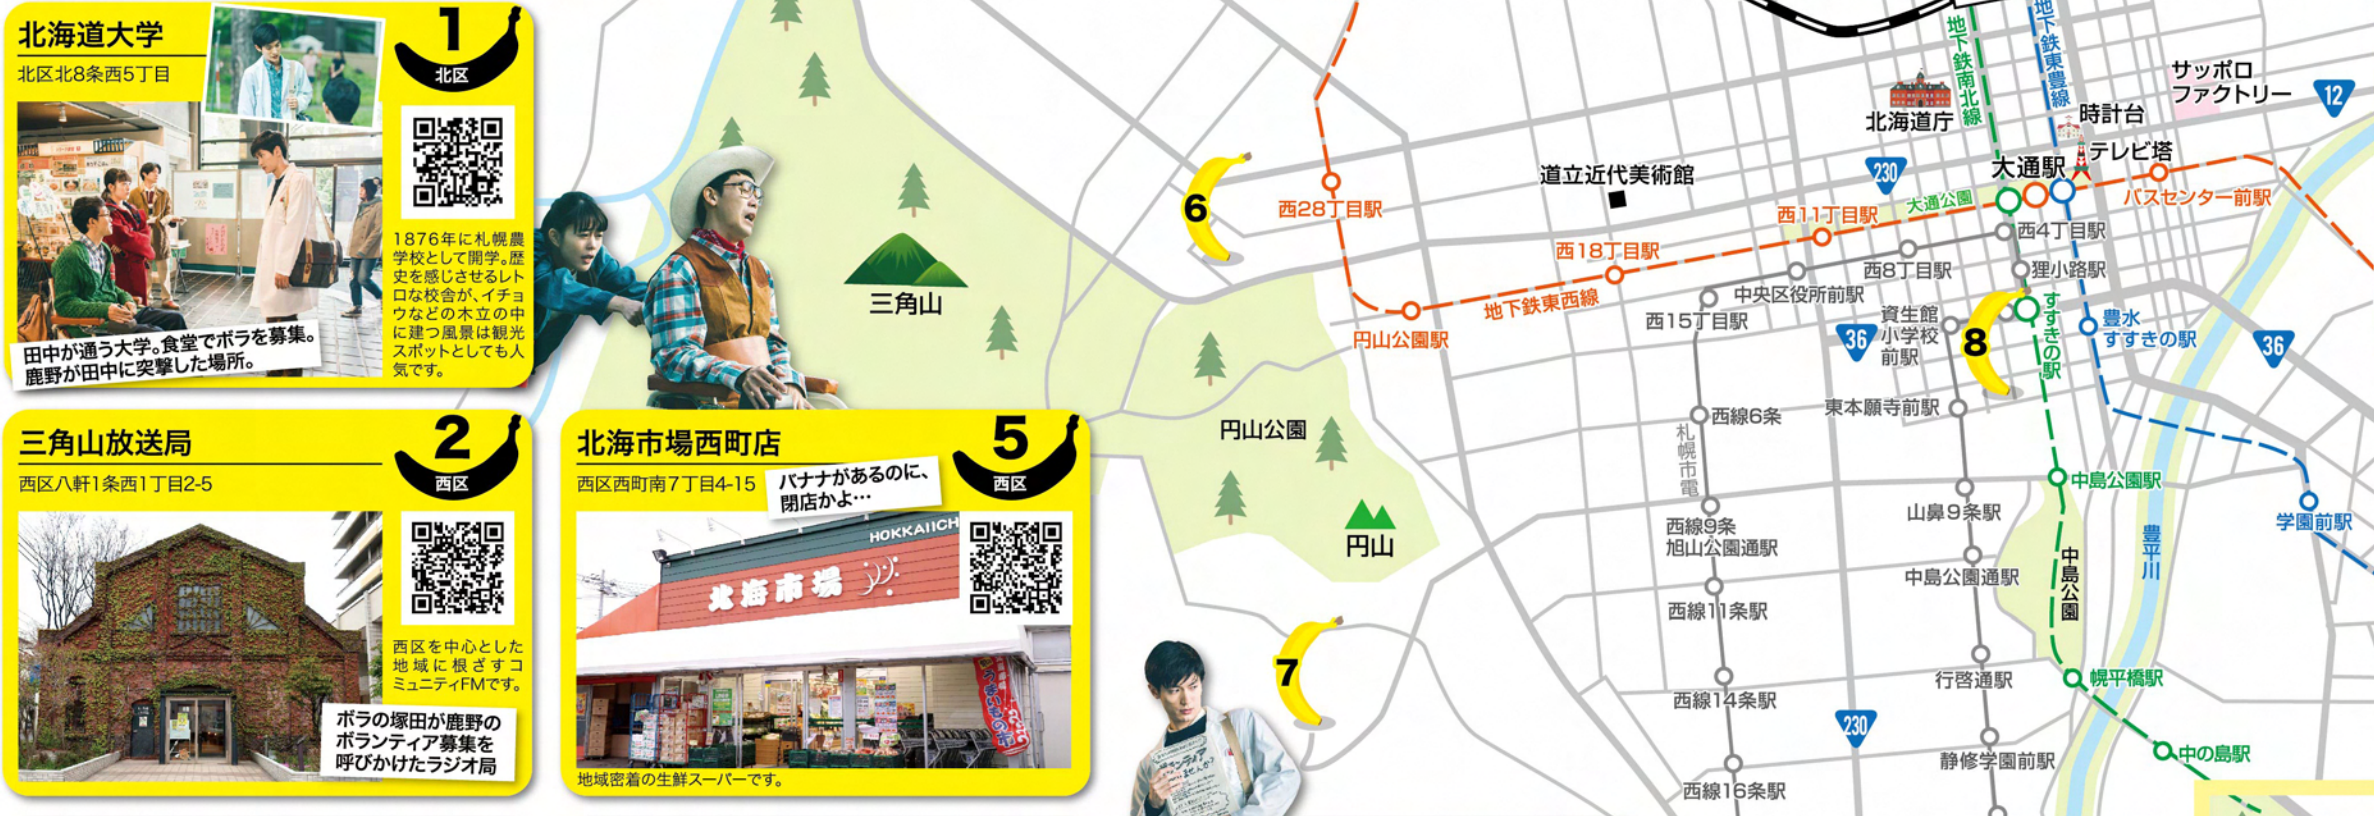 北海道大学
北区北8条西5丁目
1
北区
1876年に札幌農
学校として開学。歴
史を感じさせるレト
ロな校舎が、イチョ
ウなどの木立の中
に建つ風景は観光
スポットとしても人
気です。
田中が通う大学。食堂でボラを募集。
鹿野が田中に突撃した場所。
三角山放送局
西区八軒1条西1丁目2-5
2
西区
西区を中心とした
地域に根ざすコ
ミュニティFMです。
ボラの塚田が鹿野の
ボランティア募集を
呼びかけたラジオ局
北海市場西町店
西区西町南7丁目4-15
バナナがあるのに、
閉店かよ…
5
西区
HOKKAIICH
北海市場
うまいもの市
地域密着の生鮮スーパーです。
三角山
6
西28丁目駅
円山公園駅
地下鉄東西線
西18丁目駅
道立近代美術館
西11丁目駅
大通公園
230
北海道庁
地下鉄南北線
地下鉄東豊線
大通駅
時計台
テレビ塔
サッポロ
ファクトリー
12
バスセンター前駅
西4丁目駅
西8丁目駅
狸小路駅
中央区役所前駅
西15丁目駅
資生館
小学校
前駅
36
8
すすきの駅
豊水
すすきの駅
36
東本願寺前駅
西線6条
札幌市電
円山公園
円山
7
西線9条
旭山公園通駅
山鼻9条駅
中島公園駅
中島公園通駅
中島公園
豊平川
学園前駅
西線11条駅
行啓通駅
幌平橋駅
西線14条駅
230
静修学園前駅
中の島駅
西線16条駅